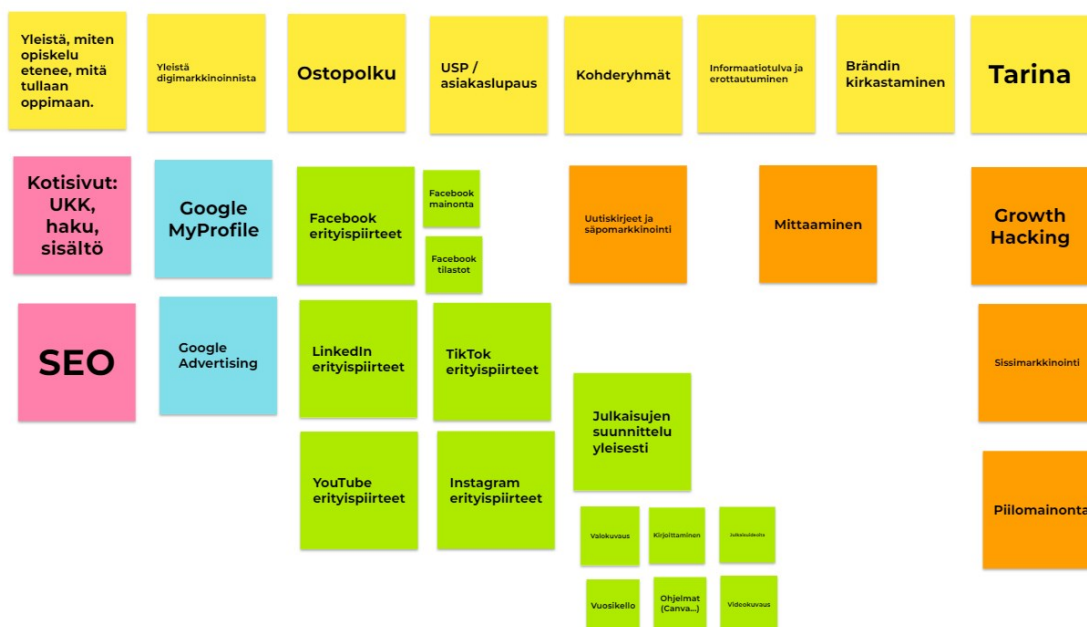 Yleistä, miten
opiskelu
etenee, mitä
tullaan
oppimaan.
Yleistä
digimarkkinoinnista
Ostopolku
USP /
asiakaslupaus
Kohderyhmät
Informaatiotulva ja
erottautuminen
Brändin
kirkastaminen
Tarina
Kotisivut:
UKK,
haku,
sisältö
Google
MyProfile
Facebook
erityispiirteet
Facebook
mainonta
Facebook
tilastot
Uutiskirjeet ja
säpomarkkinointi
Mittaaminen
Growth
Hacking
SEO
Google
Advertising
LinkedIn
erityispiirteet
TikTok
erityispiirteet
Julkaisujen
suunnittelu
yleisesti
Sissimarkkinointi
YouTube
erityispiirteet
Instagram
erityispiirteet
Piilomainonta
Valokuvaus
Kirjoittaminen
Vuosikello
Ohjelmat
(Canva...)
Videokuvaus